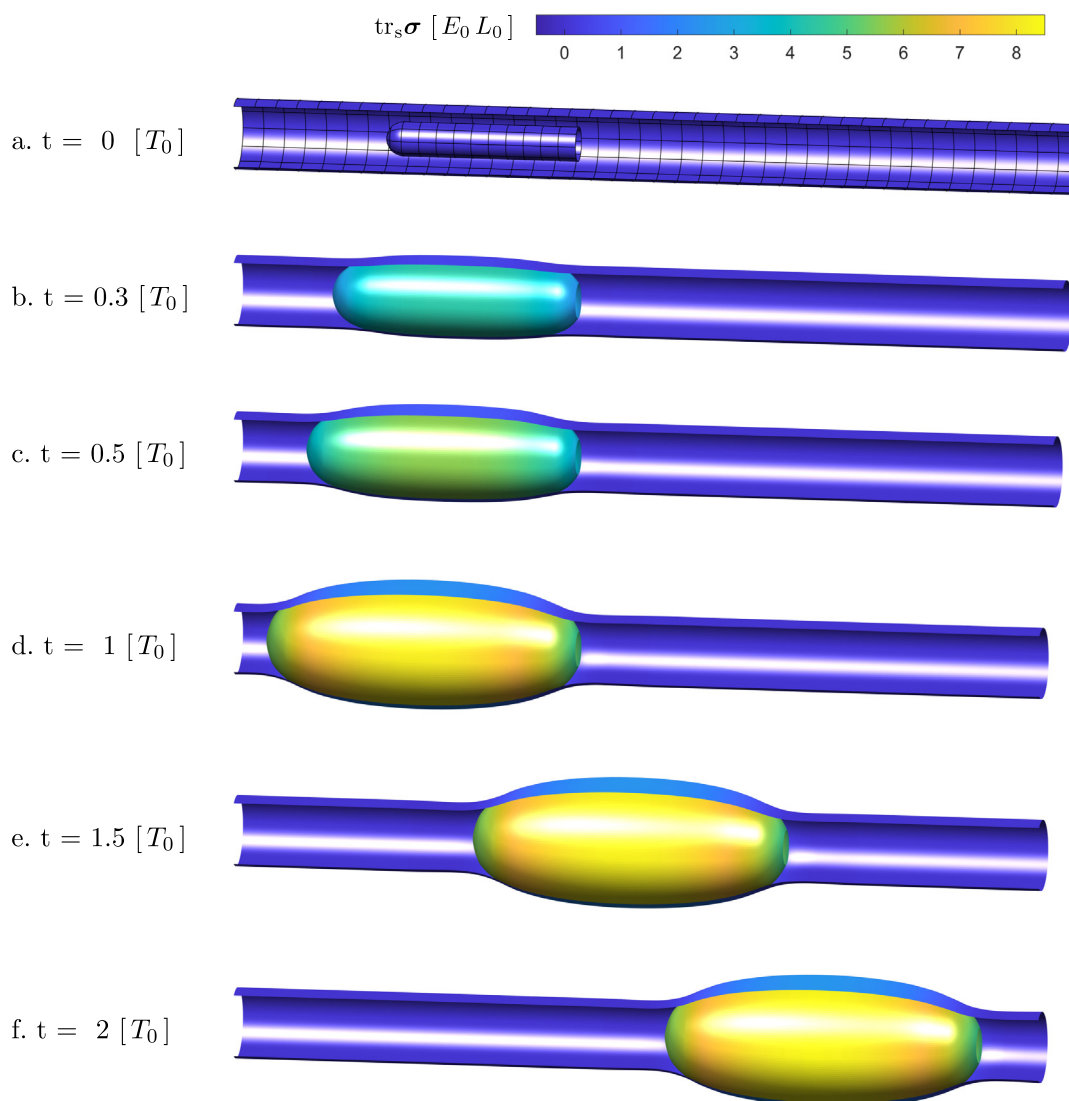 tr_s σ [ E_0 L_0 ]
0 1 2 3 4 5 6 7 8
a. t = 0 [ T_0 ]
b. t = 0.3 [ T_0 ]
c. t = 0.5 [ T_0 ]
d. t = 1 [ T_0 ]
e. t = 1.5 [ T_0 ]
f. t = 2 [ T_0 ]